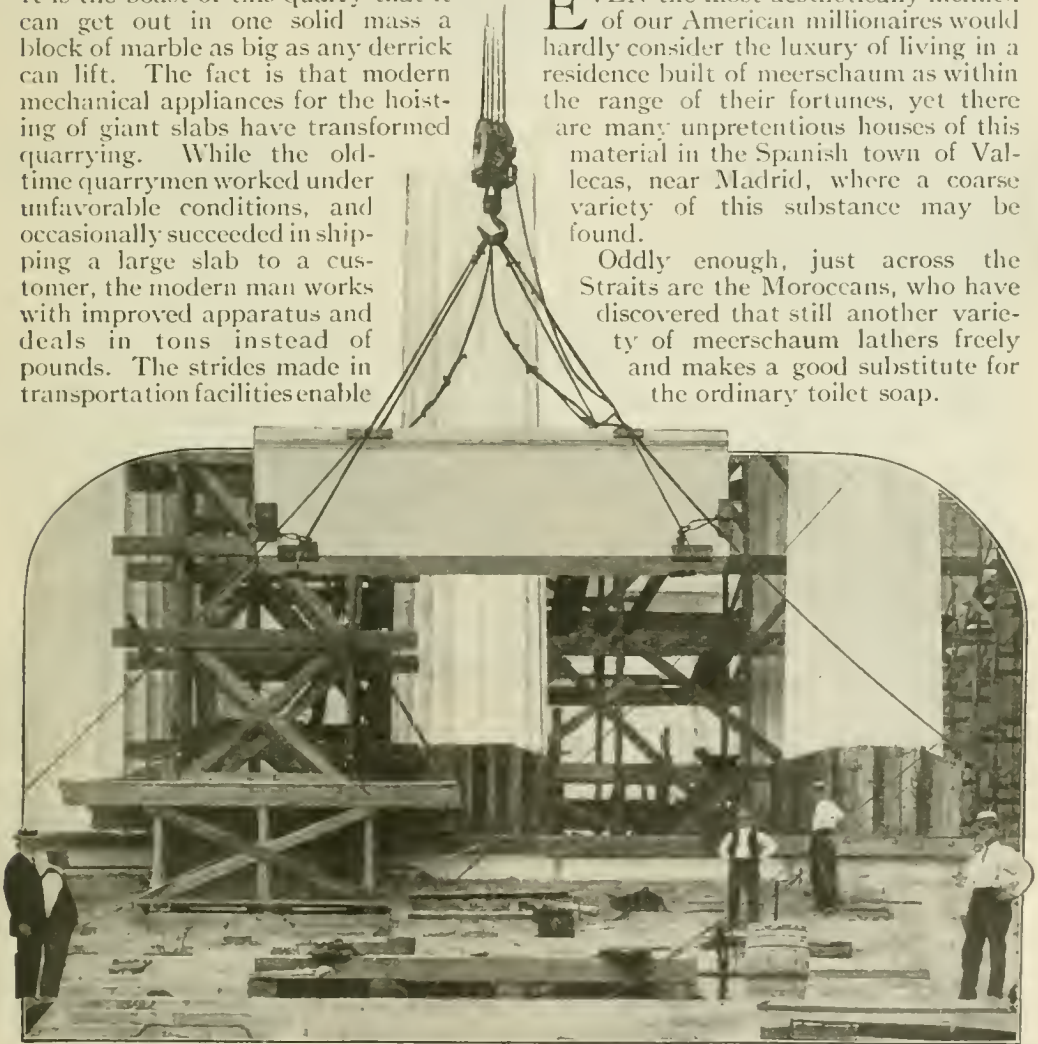 can get out in one solid mass a
block of marble as big as any derrick
can lift. The fact is that modern
mechanical appliances for the hoist-
ing of giant slabs have transformed
quarrying. While the old-
time quarrymen worked under
unfavorable conditions, and
occasionally succeeded in ship-
ping a large slab to a cus-
tomer, the modern man works
with improved apparatus and
deals in tons instead of
pounds. The strides made in
transportation facilities enable
EVEN the most aesthetically inclined
of our American millionaires would
hardly consider the luxury of living in a
residence built of meerschaum as within
the range of their fortunes, yet there
are many unpretentious houses of this
material in the Spanish town of Val-
lecas, near Madrid, where a coarse
variety of this substance may be
found.
Oddly enough, just across the
Straits are the Moroccans, who have
discovered that still another varie-
ty of meerschaum lathers freely
and makes a good substitute for
the ordinary toilet soap.